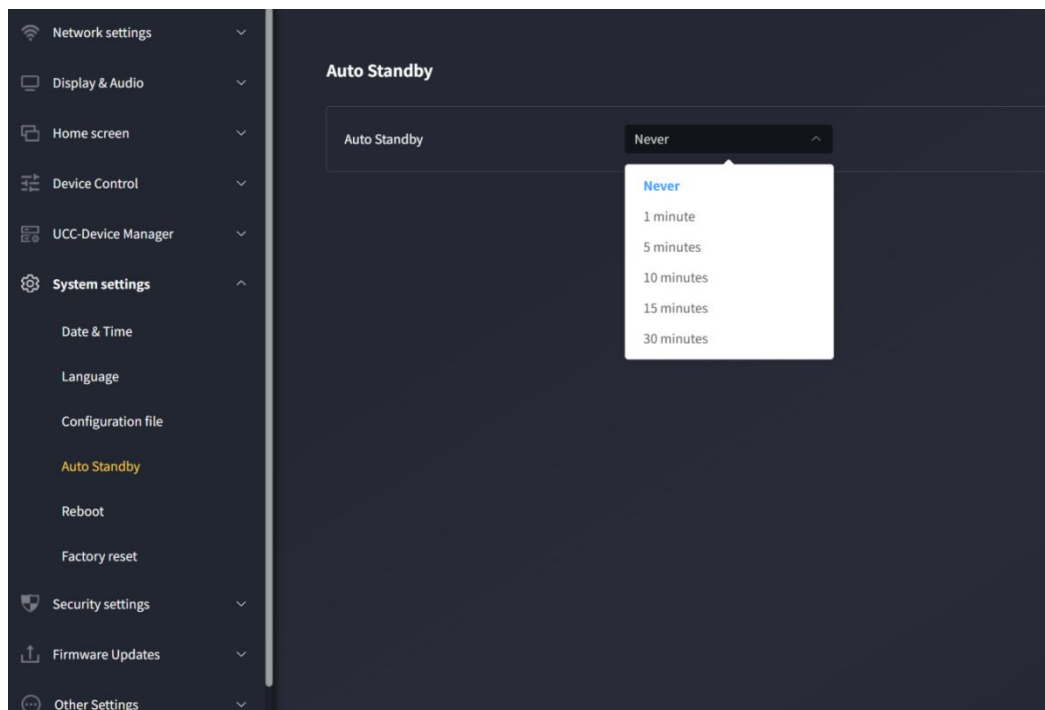 Network settings
Display & Audio
Home screen
Device Control
UCC-Device Manager
System settings
Date & Time
Language
Configuration file
Auto Standby
Reboot
Factory reset
Security settings
Firmware Updates
Other Settings
Auto Standby
Auto Standby
Never
Never
1 minute
5 minutes
10 minutes
15 minutes
30 minutes